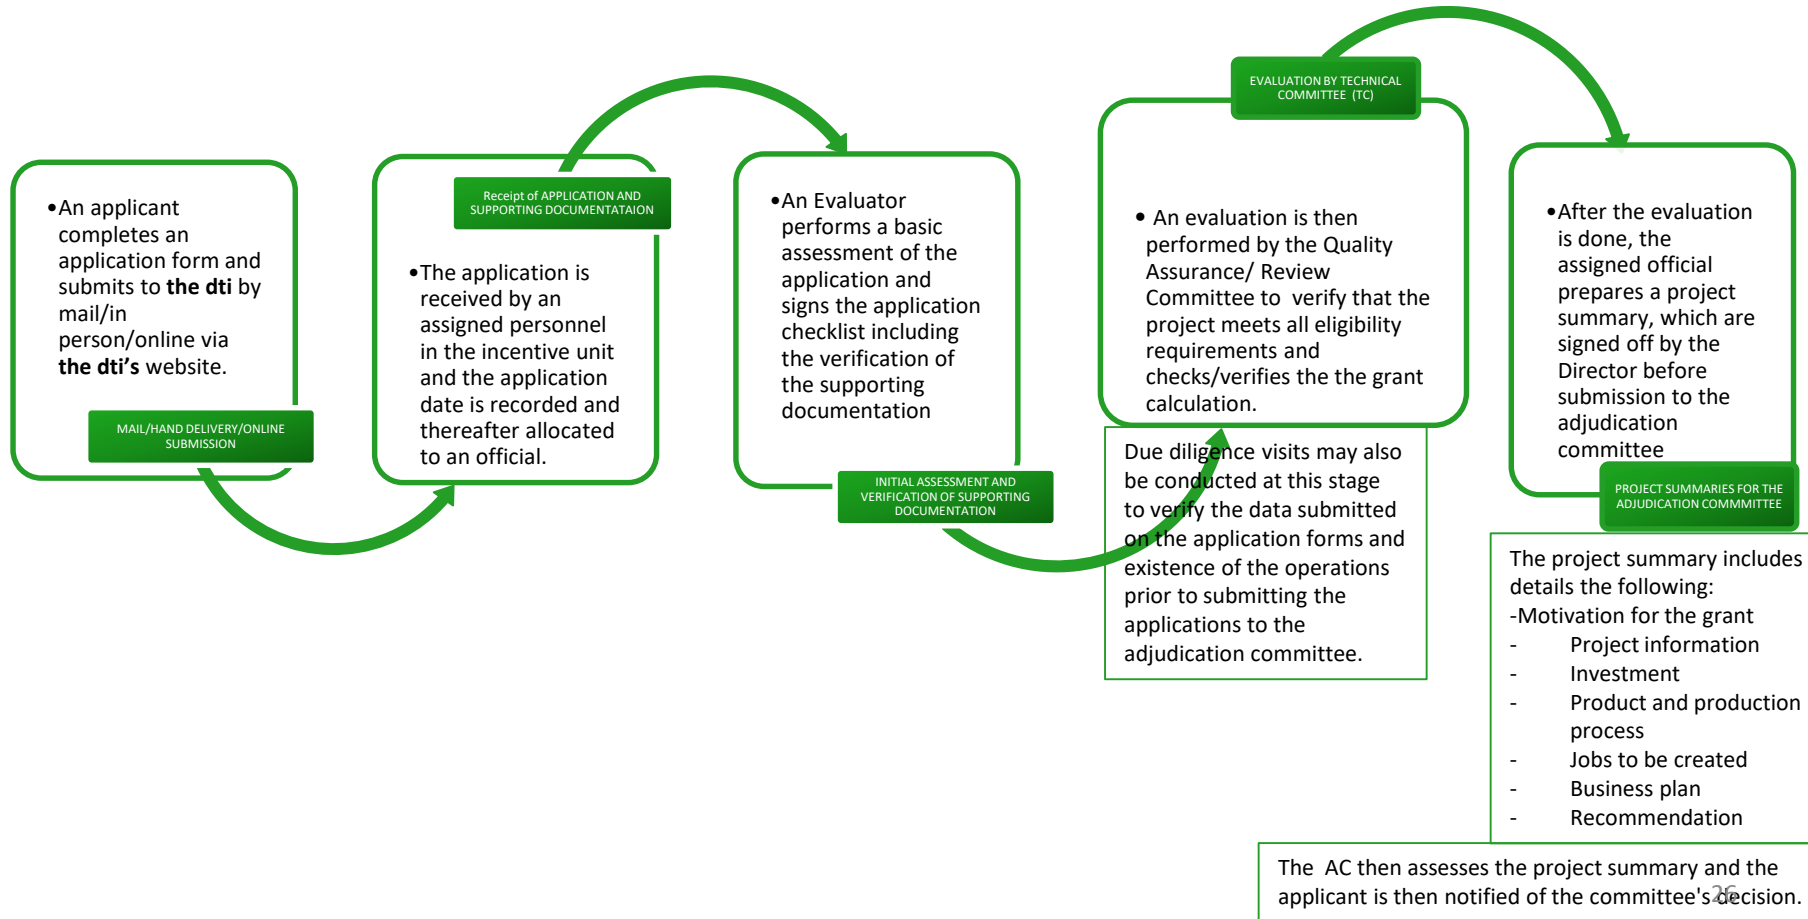 •An applicant
completes an
application form and
submits to the dti by
mail/in
person/online via
the dti’s website.
MAIL/HAND DELIVERY/ONLINE
SUBMISSION
Receipt of APPLICATION AND
SUPPORTING DOCUMENTATAION
•The application is
received by an
assigned personnel
in the incentive unit
and the application
date is recorded and
thereafter allocated
to an official.
•An Evaluator
performs a basic
assessment of the
application and
signs the application
checklist including
the verification of
the supporting
documentation
INITIAL ASSESSMENT AND
VERIFICATION OF SUPPORTING
DOCUMENTATION
EVALUATION BY TECHNICAL
COMMITTEE (TC)
• An evaluation is then
performed by the Quality
Assurance/ Review
Committee to verify that the
project meets all eligibility
requirements and
checks/verifies the the grant
calculation.
Due diligence visits may also
be conducted at this stage
to verify the data submitted
on the application forms and
existence of the operations
prior to submitting the
applications to the
adjudication committee.
•After the evaluation
is done, the
assigned official
prepares a project
summary, which are
signed off by the
Director before
submission to the
adjudication
committee
PROJECT SUMMARIES FOR THE
ADJUDICATION COMMMITTEE
The project summary includes
details the following:
-Motivation for the grant
- Project information
- Investment
- Product and production
process
- Jobs to be created
- Business plan
- Recommendation
The AC then assesses the project summary and the
applicant is then notified of the committee's decision.
26